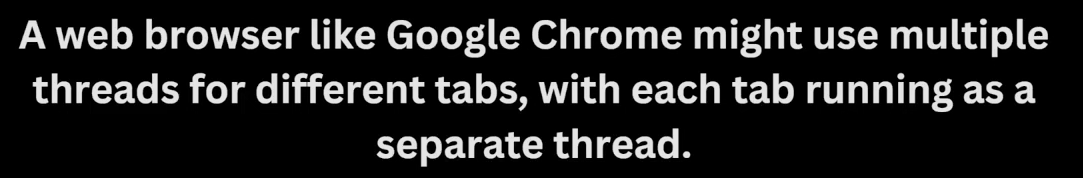 A web browser like Google Chrome might use multiple
threads for different tabs, with each tab running as a
separate thread.